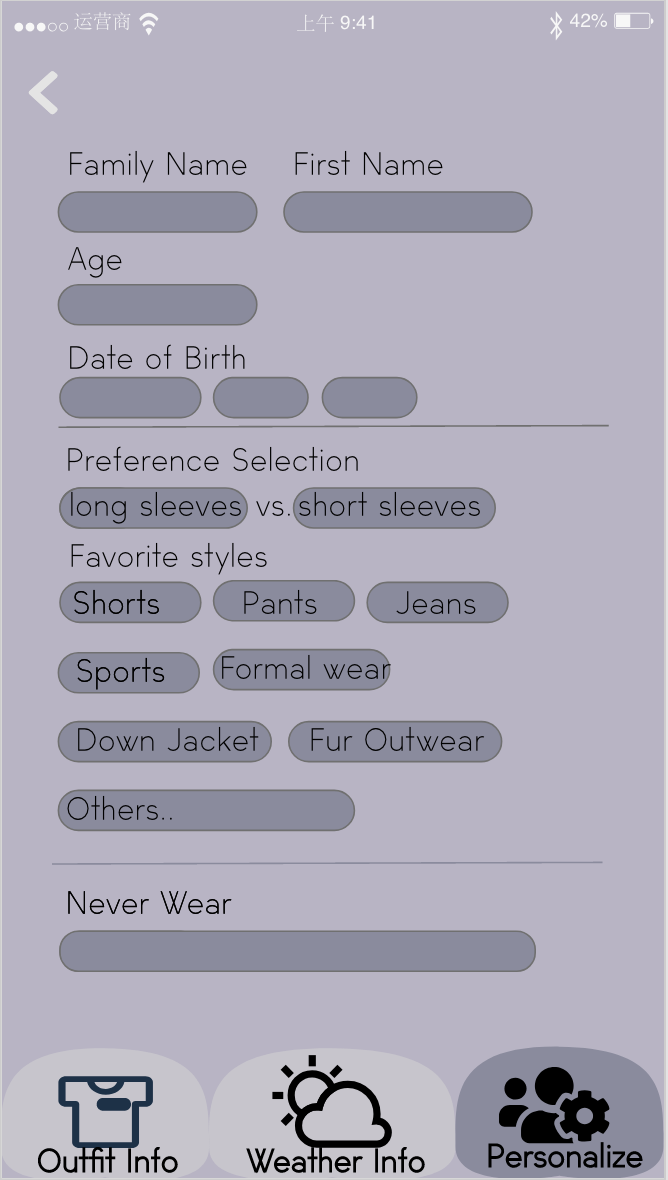 运营商 上午 9:41 42%
Family Name First Name
Age
Date of Birth
Preference Selection
long sleeves vs. short sleeves
Favorite styles
Shorts Pants Jeans
Sports Formal wear
Down Jacket Fur Outwear
Others..
Never Wear
Outfit Info Weather Info Personalize